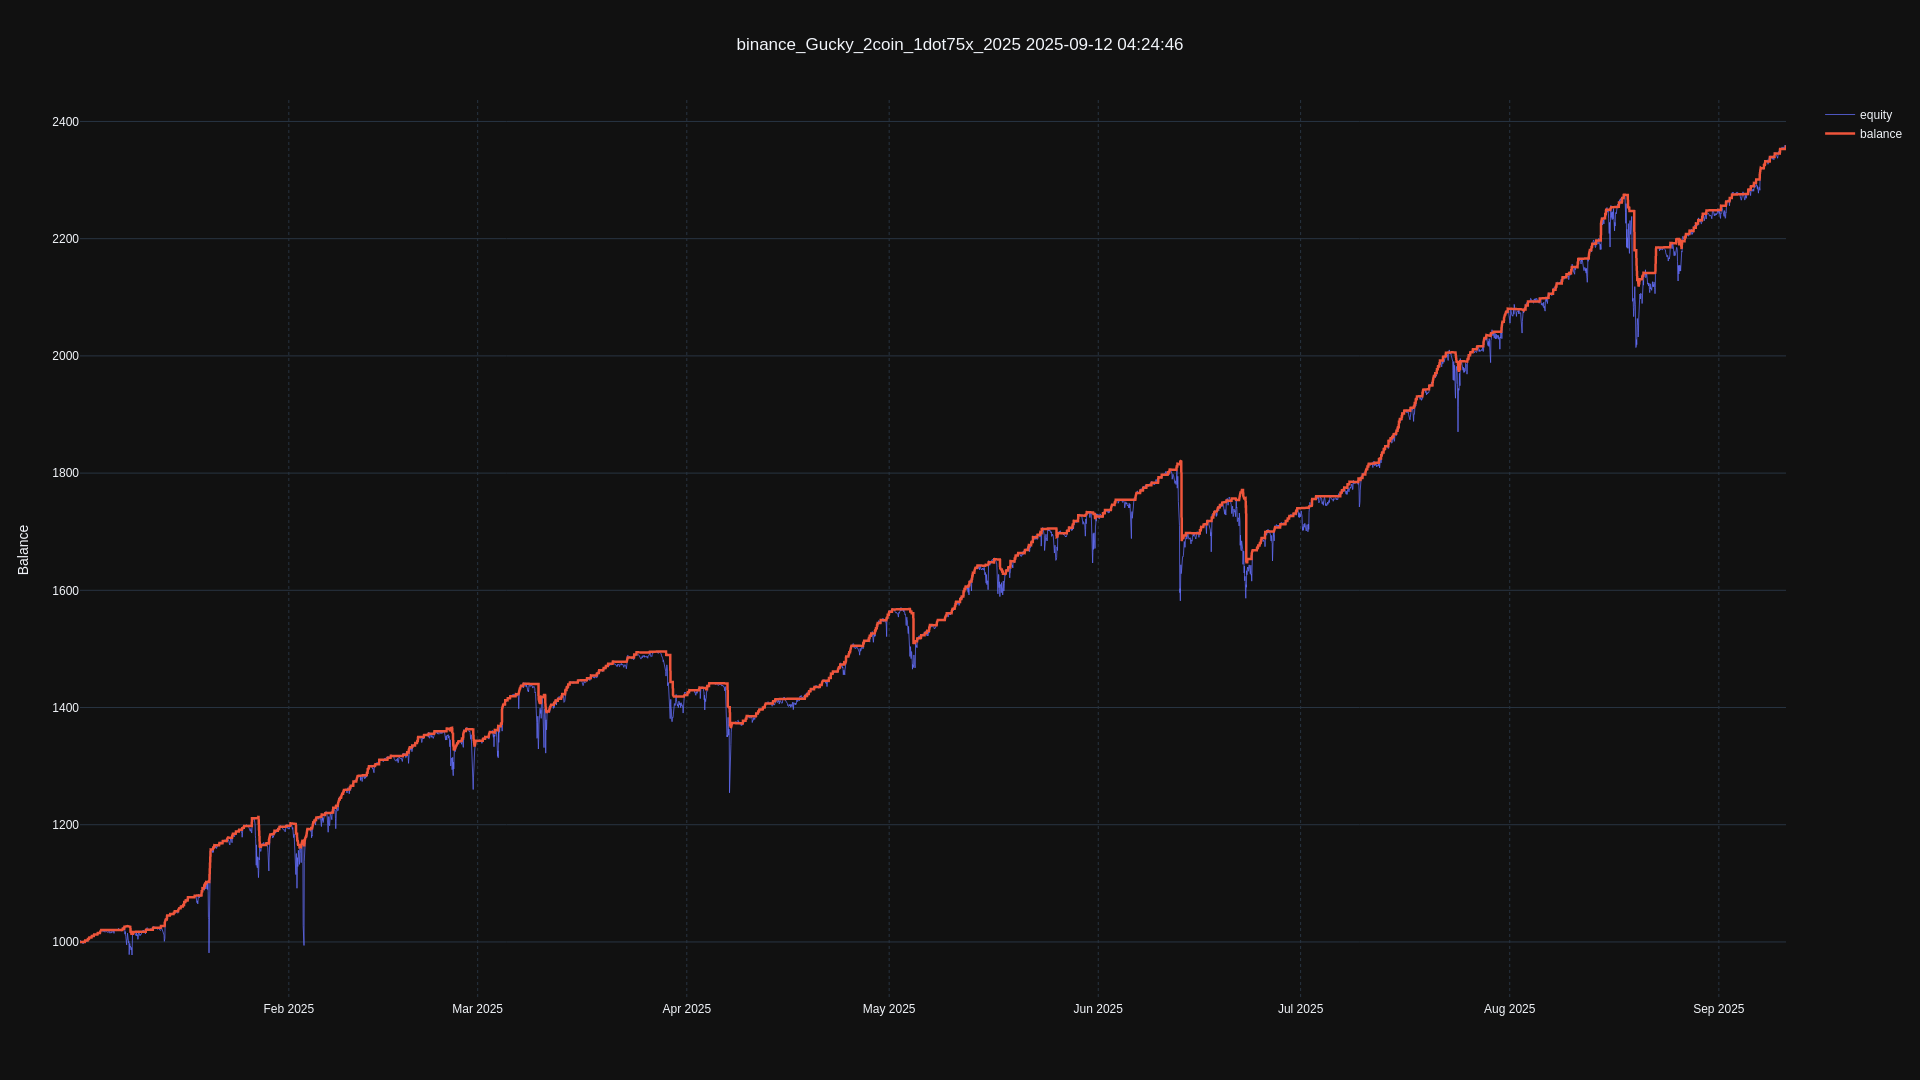 binance_Gucky_2coin_1dot75x_2025 2025-09-12 04:24:46
equity
balance
Balance
2400
2200
2000
1800
1600
1400
1200
1000
Feb 2025
Mar 2025
Apr 2025
May 2025
Jun 2025
Jul 2025
Aug 2025
Sep 2025